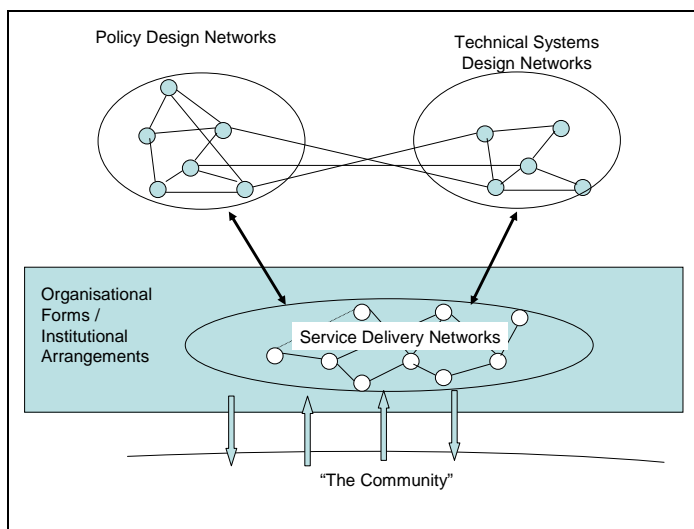 Policy Design Networks
Technical Systems
Design Networks
Organisational
Forms /
Institutional
Arrangements
Service Delivery Networks
“The Community”